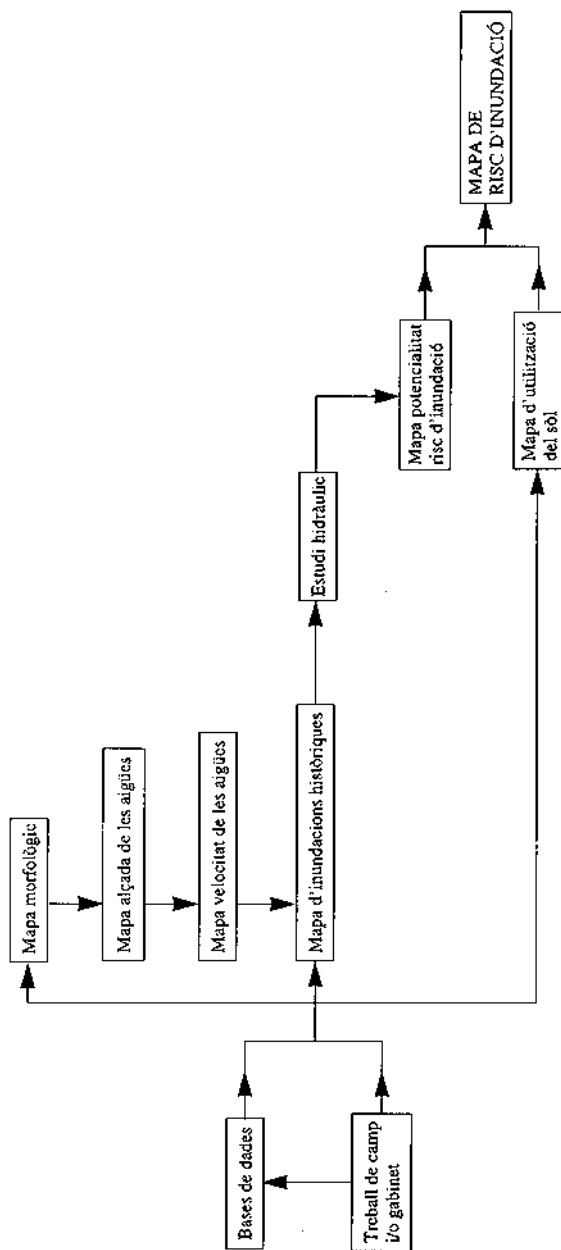 Bases de dades
Treball de camp
i/o gabinet
Mapa morfològic
Mapa alçada de les aigües
Mapa velocitat de les aigües
Mapa d'inundacions històriques
Estudi hidràulic
Mapa potencialitat
risc d'inundació
Mapa d'utilització
del sòl
MAPA DE
RISC D'INUNDACIÓ